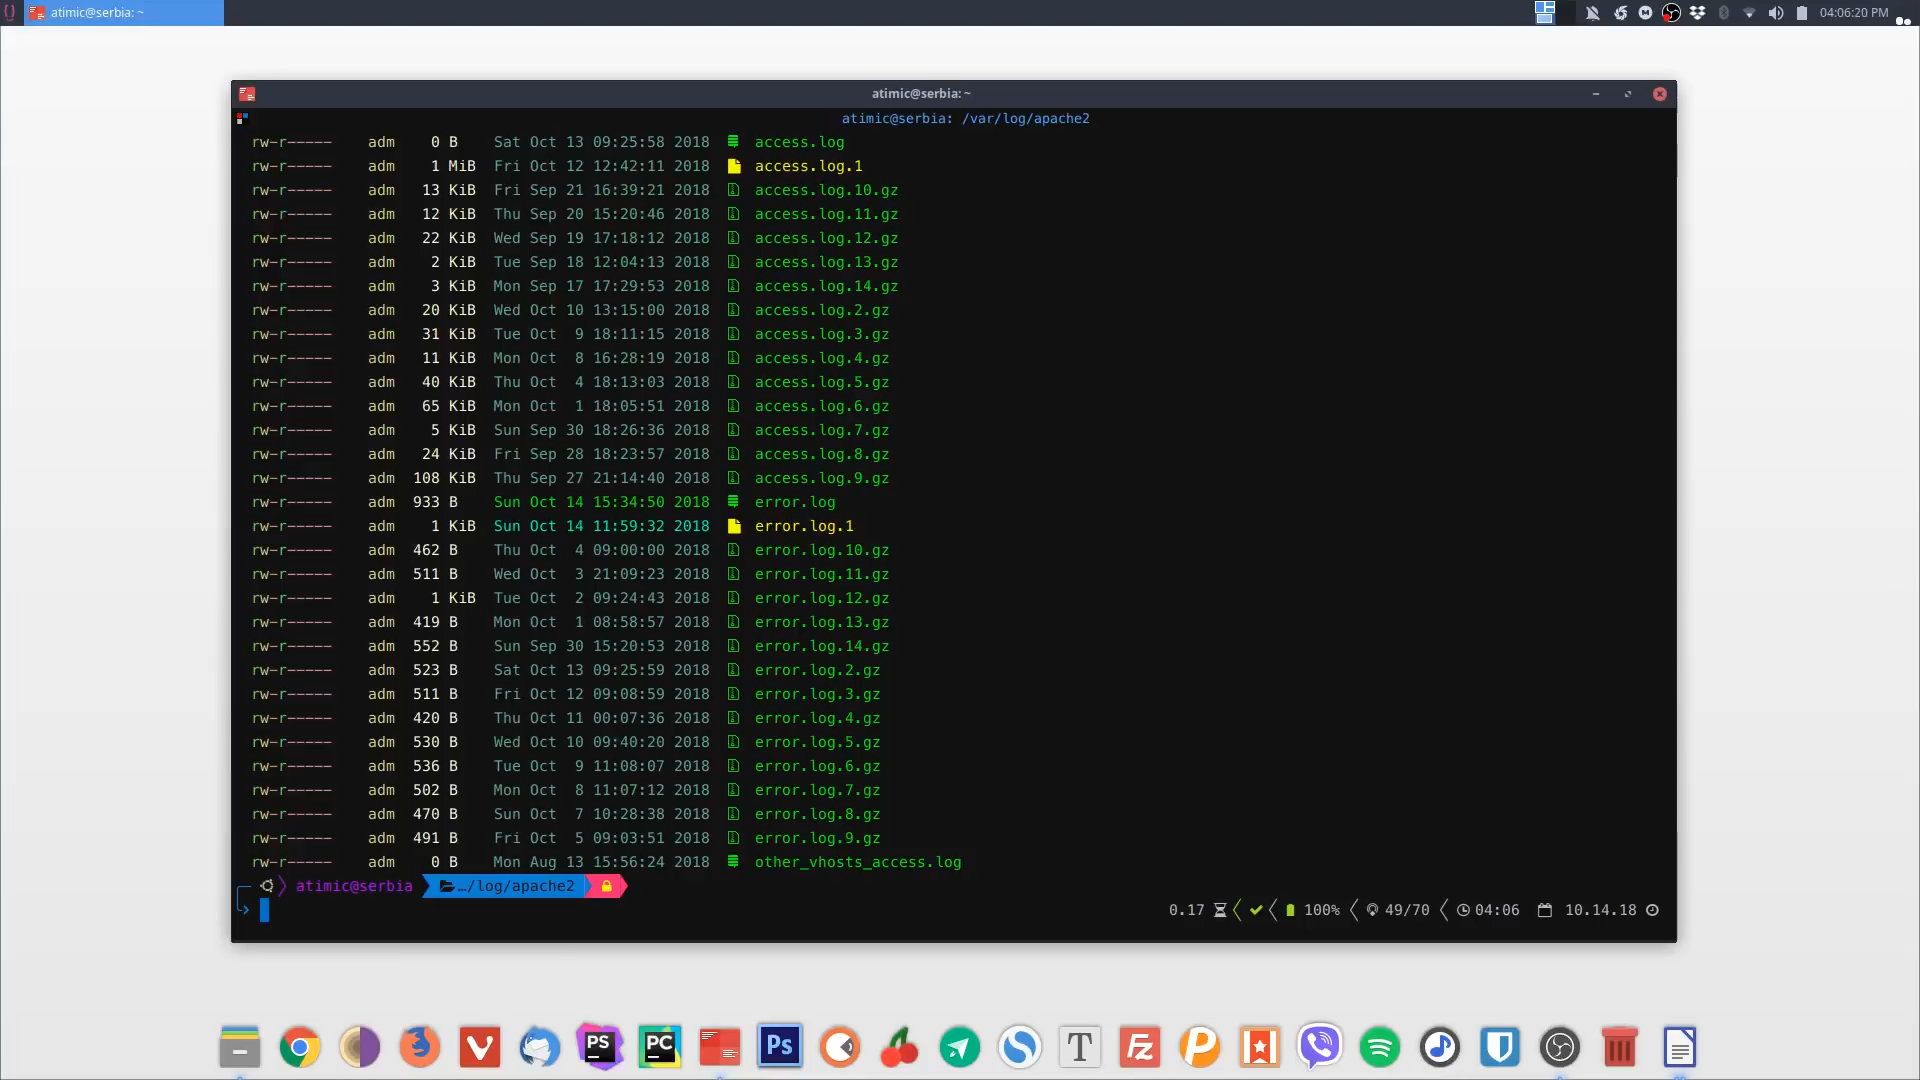 atimic@serbia: ~
04:06:20 PM
atimic@serbia: ~
atimic@serbia: /var/log/apache2
rw-r----- adm 0 B Sat Oct 13 09:25:58 2018 access.log
rw-r----- adm 1 MiB Fri Oct 12 12:42:11 2018 access.log.1
rw-r----- adm 13 KiB Fri Sep 21 16:39:21 2018 access.log.10.gz
rw-r----- adm 12 KiB Thu Sep 20 15:20:46 2018 access.log.11.gz
rw-r----- adm 22 KiB Wed Sep 19 17:18:12 2018 access.log.12.gz
rw-r----- adm 2 KiB Tue Sep 18 12:04:13 2018 access.log.13.gz
rw-r----- adm 3 KiB Mon Sep 17 17:29:53 2018 access.log.14.gz
rw-r----- adm 20 KiB Wed Oct 10 13:15:00 2018 access.log.2.gz
rw-r----- adm 31 KiB Tue Oct 9 18:11:15 2018 access.log.3.gz
rw-r----- adm 11 KiB Mon Oct 8 16:28:19 2018 access.log.4.gz
rw-r----- adm 40 KiB Thu Oct 4 18:13:03 2018 access.log.5.gz
rw-r----- adm 65 KiB Mon Oct 1 18:05:51 2018 access.log.6.gz
rw-r----- adm 5 KiB Sun Sep 30 18:26:36 2018 access.log.7.gz
rw-r----- adm 24 KiB Fri Sep 28 18:23:57 2018 access.log.8.gz
rw-r----- adm 108 KiB Thu Sep 27 21:14:40 2018 access.log.9.gz
rw-r----- adm 933 B Sun Oct 14 15:34:50 2018 error.log
rw-r----- adm 1 KiB Sun Oct 14 11:59:32 2018 error.log.1
rw-r----- adm 462 B Thu Oct 4 09:00:00 2018 error.log.10.gz
rw-r----- adm 511 B Wed Oct 3 21:09:23 2018 error.log.11.gz
rw-r----- adm 1 KiB Tue Oct 2 09:24:43 2018 error.log.12.gz
rw-r----- adm 419 B Mon Oct 1 08:58:57 2018 error.log.13.gz
rw-r----- adm 552 B Sun Sep 30 15:20:53 2018 error.log.14.gz
rw-r----- adm 523 B Sat Oct 13 09:25:59 2018 error.log.2.gz
rw-r----- adm 511 B Fri Oct 12 09:08:59 2018 error.log.3.gz
rw-r----- adm 420 B Thu Oct 11 00:07:36 2018 error.log.4.gz
rw-r----- adm 530 B Wed Oct 10 09:40:20 2018 error.log.5.gz
rw-r----- adm 536 B Tue Oct 9 11:08:07 2018 error.log.6.gz
rw-r----- adm 502 B Mon Oct 8 11:07:12 2018 error.log.7.gz
rw-r----- adm 470 B Sun Oct 7 10:28:38 2018 error.log.8.gz
rw-r----- adm 491 B Fri Oct 5 09:03:51 2018 error.log.9.gz
rw-r----- adm 0 B Mon Aug 13 15:56:24 2018 other_vhosts_access.log
atimic@serbia …/log/apache2
0.17 100% 49/70 04:06 10.14.18
PS PC Ps T Fz P